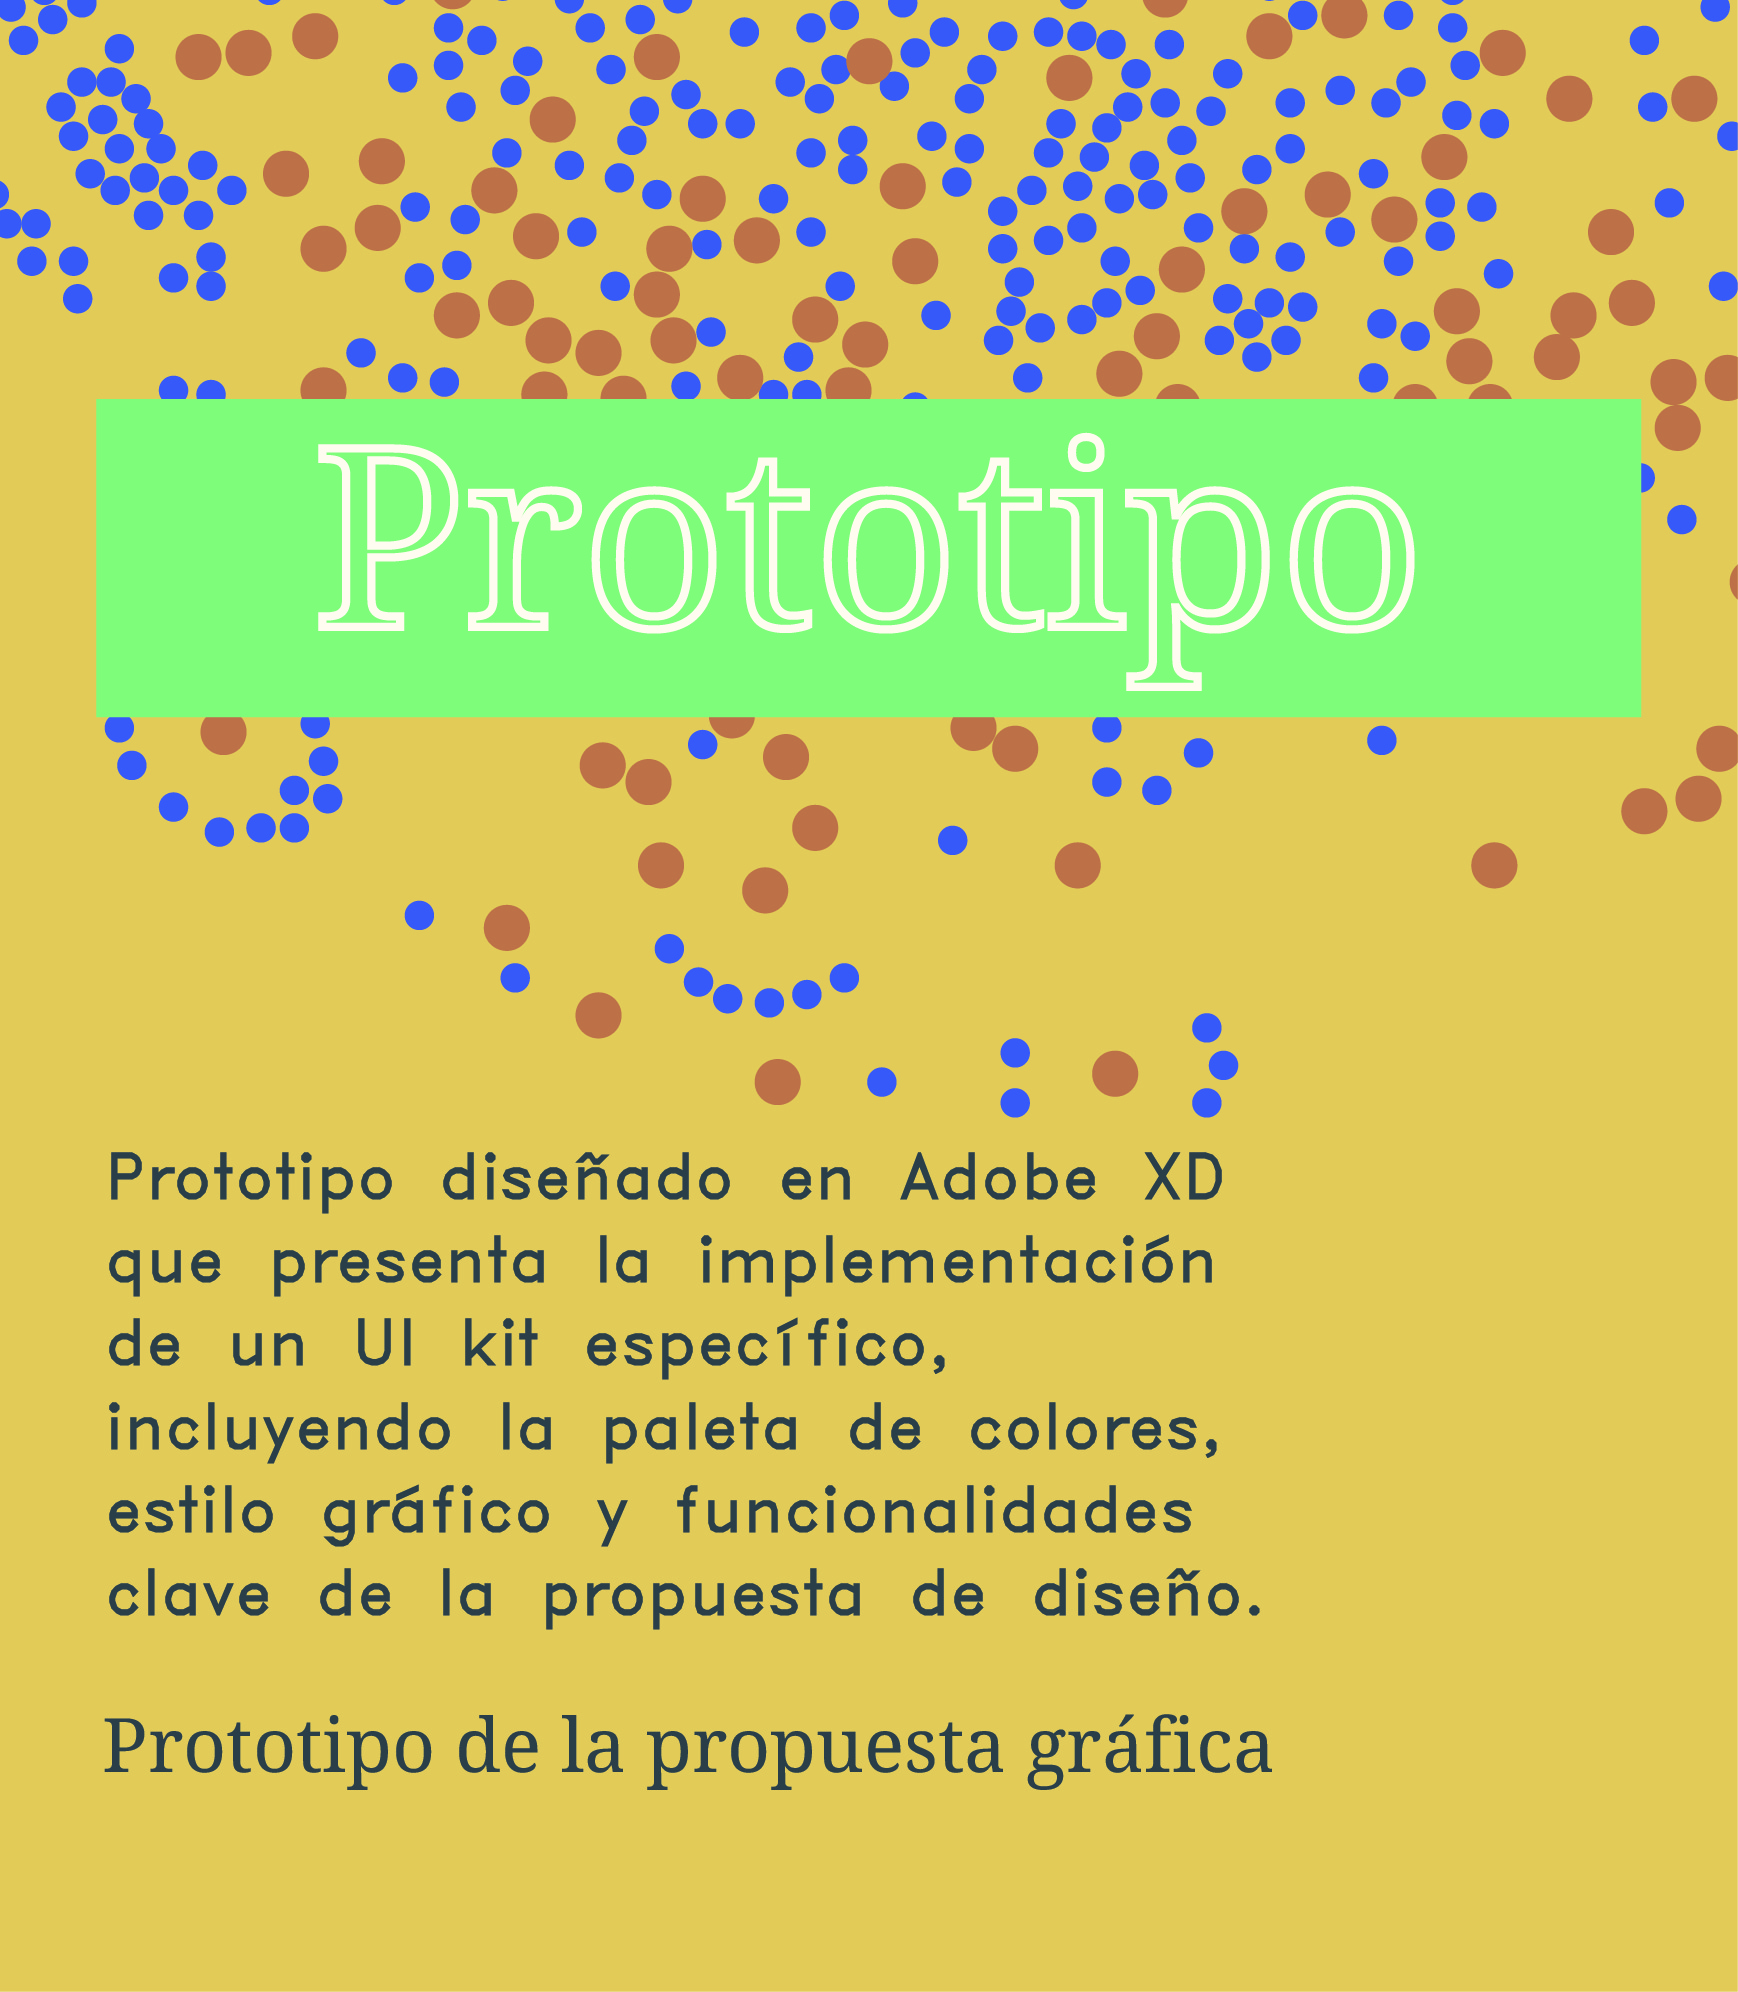 Prototipo
Prototipo diseñado en Adobe XD
que presenta la implementación
de un UI kit específico,
incluyendo la paleta de colores,
estilo gráfico y funcionalidades
clave de la propuesta de diseño.
Prototipo de la propuesta gráfica